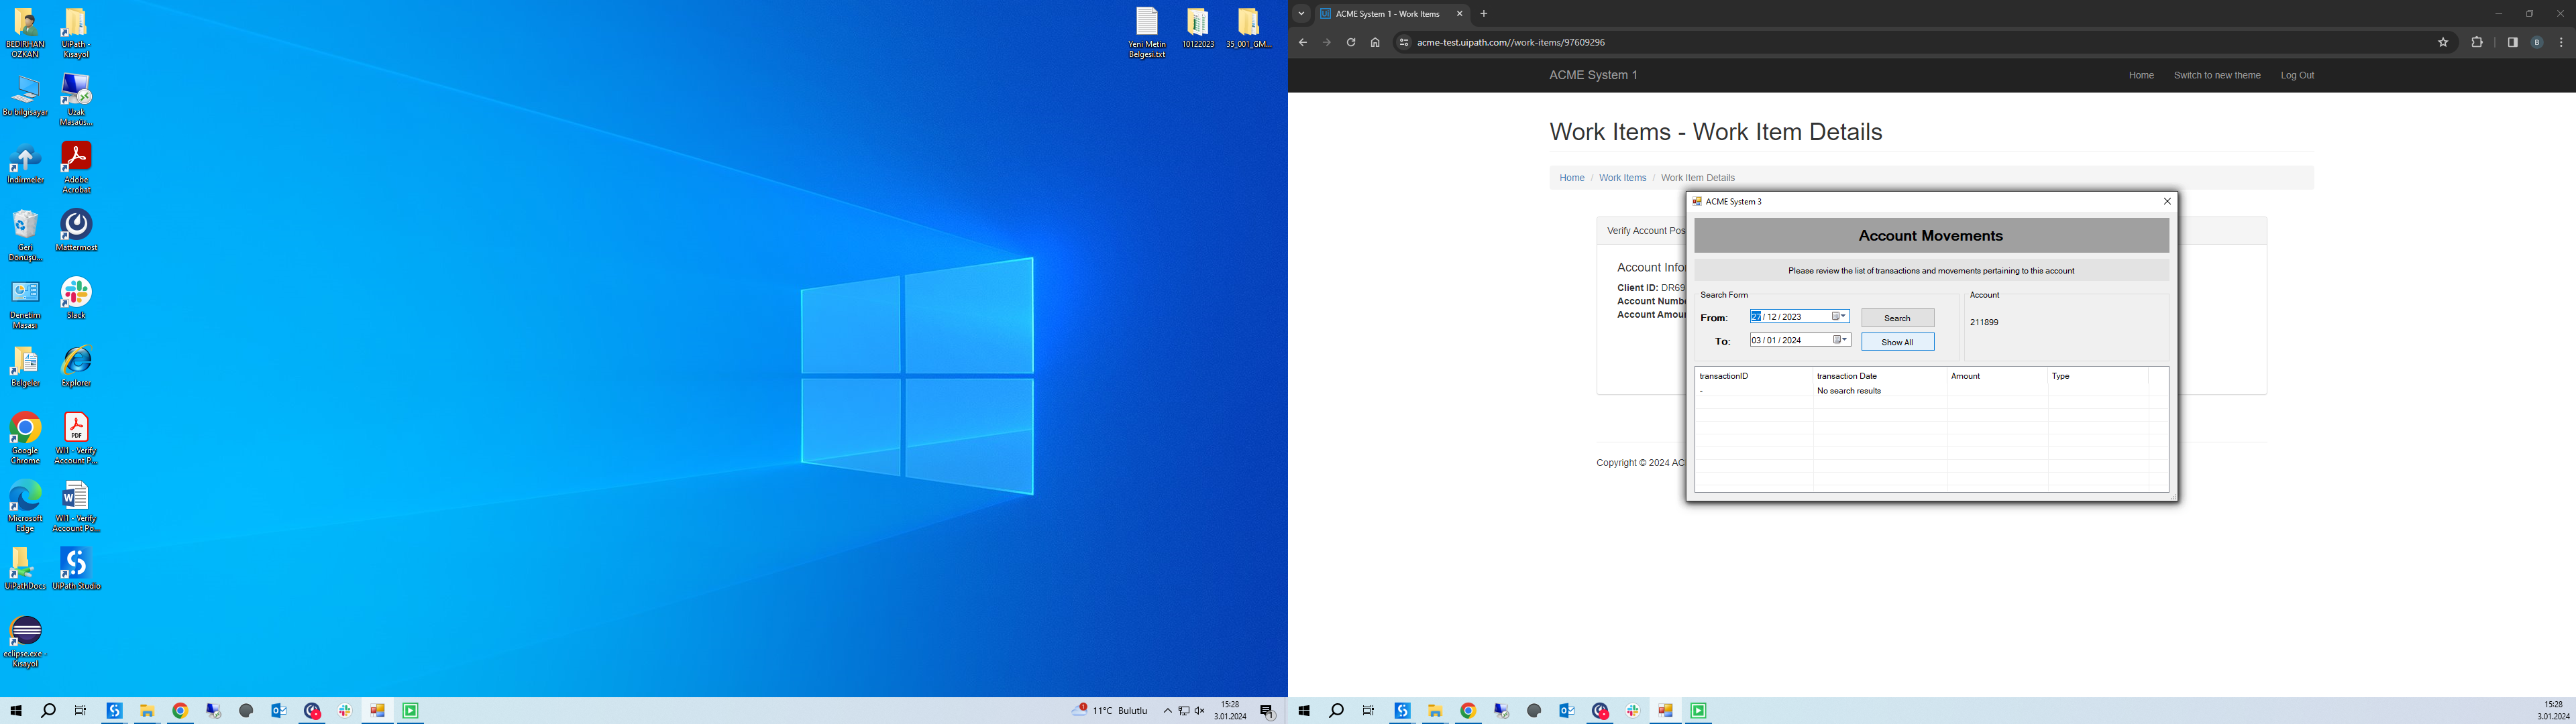 BEDİRHAN ÖZKAN
UiPath - Kısayol
Bu bilgisayar
Uzak Masaüs...
İndirmeler
Adobe Acrobat
Geri Dönüşü...
Mattermost
Denetim Masası
Slack
Belgeler
Explorer
Google Chrome
WI1 - Verify Account P...
Microsoft Edge
WI1 - Verify Account Po...
UiPathDocs
UiPath Studio
eclipse.exe - Kısayol
Yeni Metin Belgesi.txt
10122023
35_001_GM...
11°C Bulutlu
15:28
3.01.2024
ACME System 1 - Work Items
acme-test.uipath.com//work-items/97609296
ACME System 1
Home
Switch to new theme
Log Out
Work Items - Work Item Details
Home / Work Items / Work Item Details
Verify Account Pos
Account Infor
Client ID: DR69
Account Numbe
Account Amoun
Copyright © 2024 AC
ACME System 3
Account Movements
Please review the list of transactions and movements pertaining to this account
Search Form
From: 27 / 12 / 2023
Search
To: 03 / 01 / 2024
Show All
Account
211899
transactionID transaction Date Amount Type
- No search results
15:28
3.01.2024